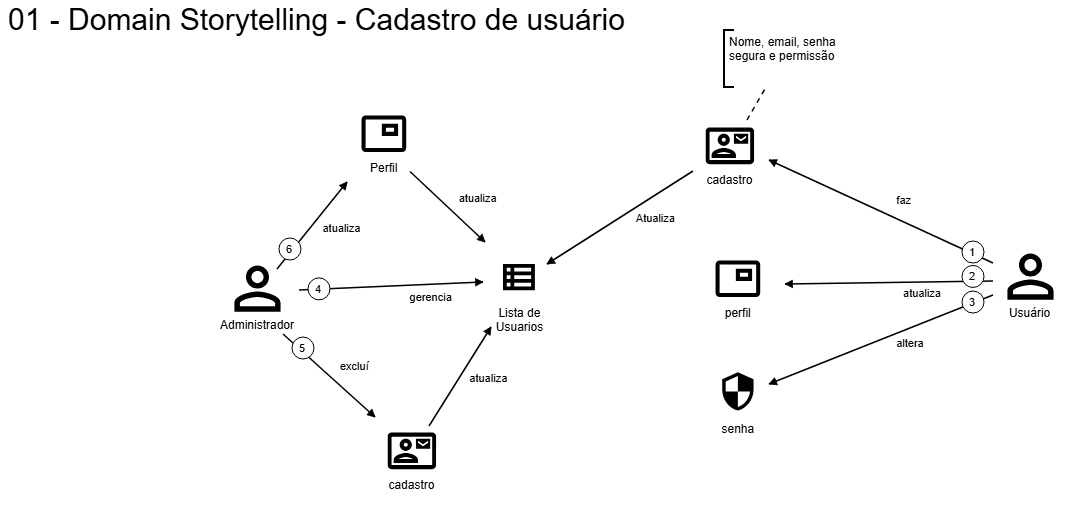 01 - Domain Storytelling - Cadastro de usuário
Nome, email, senha
segura e permissão
Perfil
cadastro
atualiza
faz
Atualiza
atualiza
6
1
4
2
gerencia
atualiza
3
Administrador
Lista de
Usuarios
perfil
Usuário
5
excluí
altera
atualiza
senha
cadastro